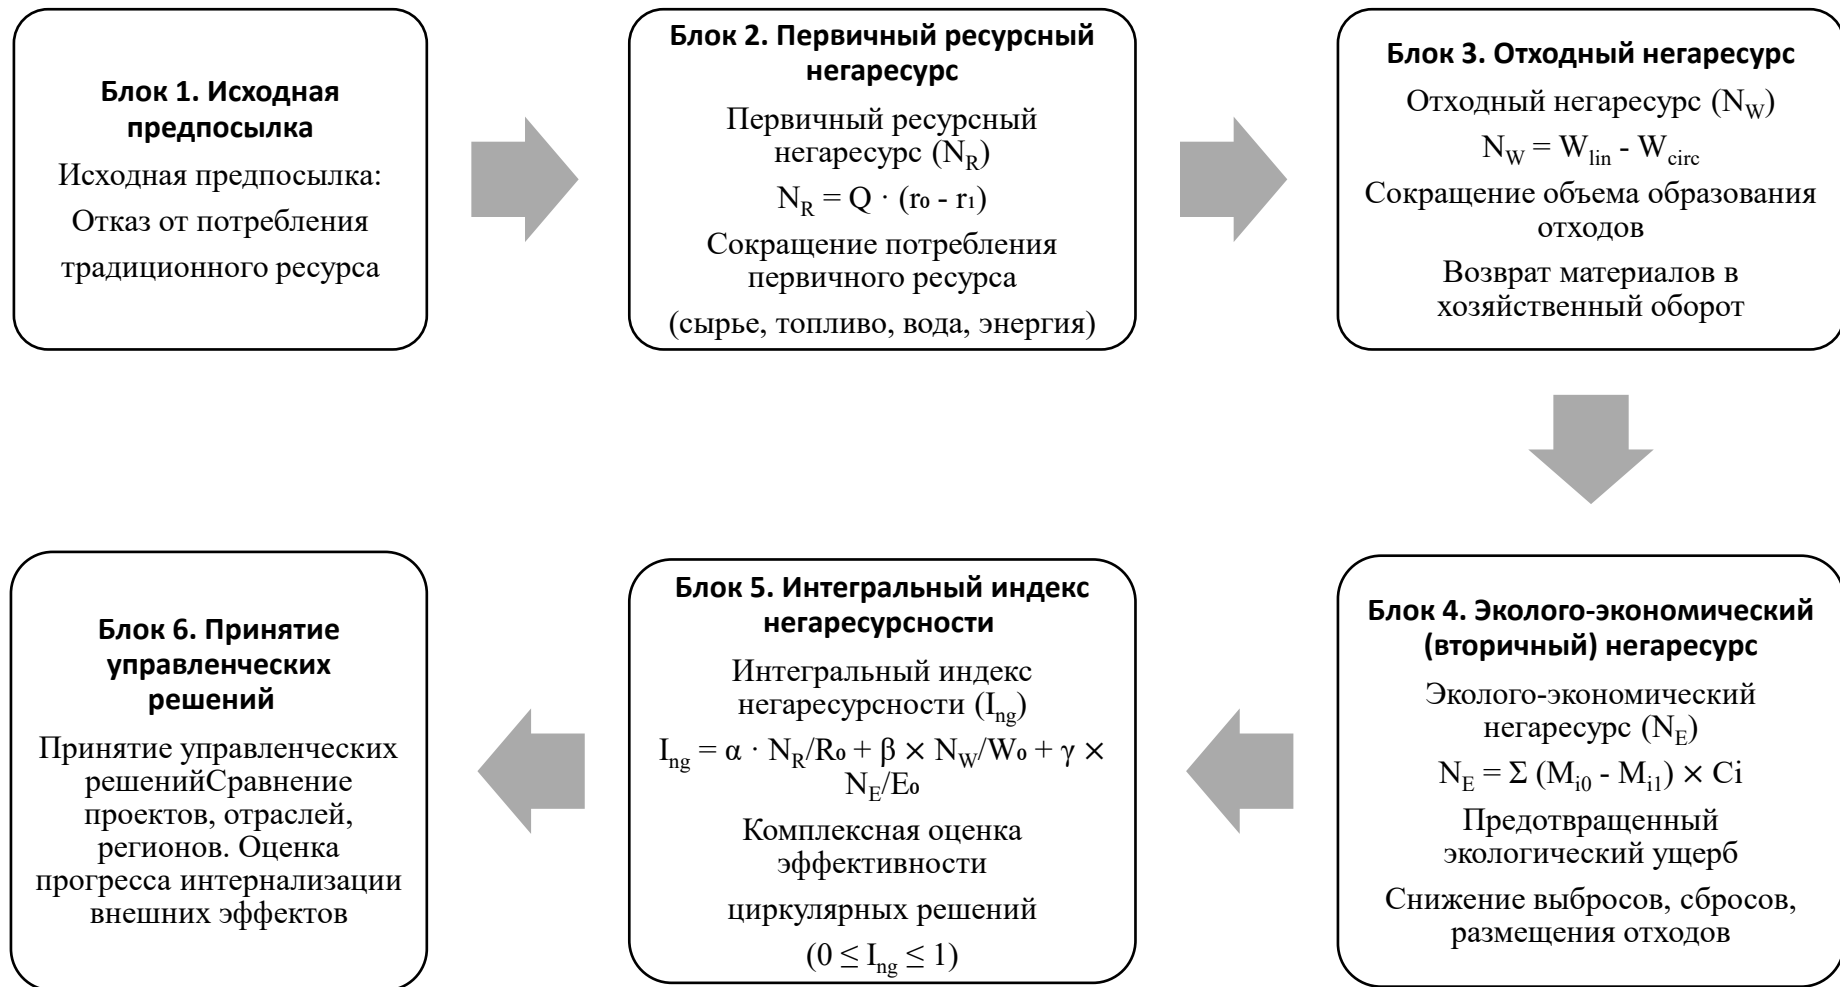 Блок 1. Исходная
предпосылка
Исходная предпосылка:
Отказ от потребления
традиционного ресурса
Блок 2. Первичный ресурсный
негаресурс
Первичный ресурсный
негаресурс (N_R)
N_R = Q · (r₀ - r₁)
Сокращение потребления
первичного ресурса
(сырье, топливо, вода, энергия)
Блок 3. Отходный негаресурс
Отходный негаресурс (N_W)
N_W = W_lin - W_circ
Сокращение объема образования
отходов
Возврат материалов в
хозяйственный оборот
Блок 4. Эколого-экономический
(вторичный) негаресурс
Эколого-экономический
негаресурс (N_E)
N_E = Σ (M_i0 - M_i1) × Ci
Предотвращенный
экологический ущерб
Снижение выбросов, сбросов,
размещения отходов
Блок 5. Интегральный индекс
негаресурсности
Интегральный индекс
негаресурсности (I_ng)
I_ng = α · N_R/R₀ + β × N_W/W₀ + γ ×
N_E/E₀
Комплексная оценка
эффективности
циркулярных решений
(0 ≤ I_ng ≤ 1)
Блок 6. Принятие
управленческих
решений
Принятие управленческих
решенийСравнение
проектов, отраслей,
регионов. Оценка
прогресса интернализации
внешних эффектов